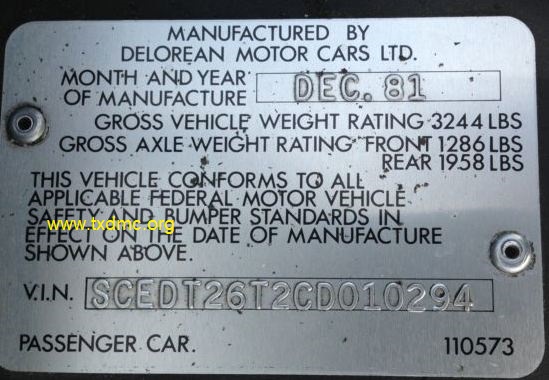 MANUFACTURED BY
DELOREAN MOTOR CARS LTD.
MONTH AND YEAR
OF MANUFACTURE DEC. 81
GROSS VEHICLE WEIGHT RATING 3244 LBS
GROSS AXLE WEIGHT RATING FRONT 1286 LBS
REAR 1958 LBS
THIS VEHICLE CONFORMS TO ALL
APPLICABLE FEDERAL MOTOR VEHICLE
SAFETY AND BUMPER STANDARDS IN
www.txdmc.org
EFFECT ON THE DATE OF MANUFACTURE
SHOWN ABOVE.
V.I.N. SCEDT26T2CD010294
PASSENGER CAR. 110573